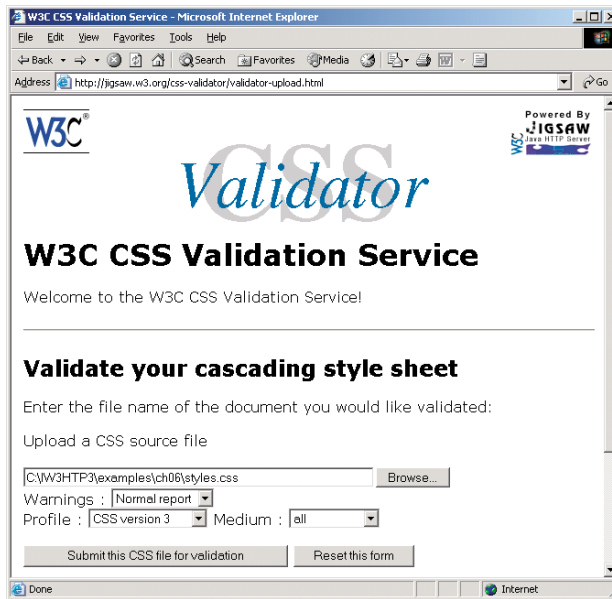 W3C CSS Validation Service - Microsoft Internet Explorer
File Edit View Favorites Tools Help
Back Search Favorites Media
Address http://jigsaw.w3.org/css-validator/validator-upload.html Go
W3C® Powered By
JIGSAW
W3C Java HTTP Server
CSS
Validator
W3C CSS Validation Service
Welcome to the W3C CSS Validation Service!
Validate your cascading style sheet
Enter the file name of the document you would like validated:
Upload a CSS source file
C:\IW3HTP3\examples\ch06\styles.css Browse...
Warnings : Normal report
Profile : CSS version 3 Medium : all
Submit this CSS file for validation Reset this form
Done Internet